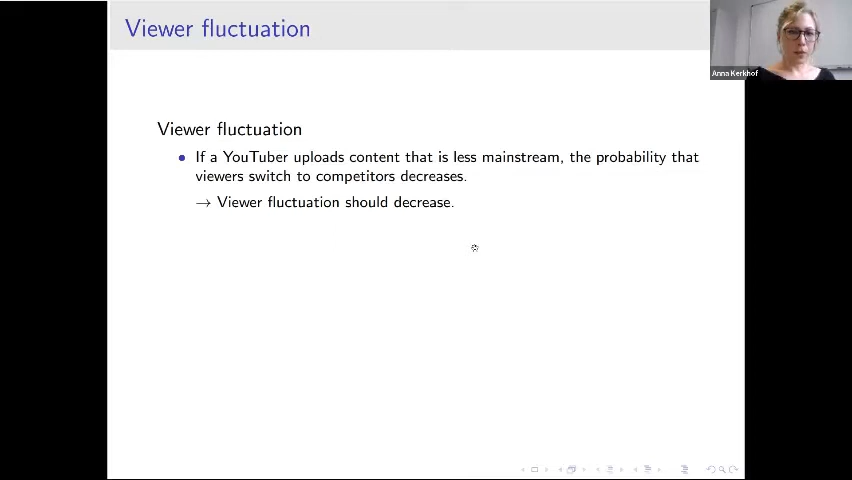 Viewer fluctuation
Anna Kerkhof
Viewer fluctuation
If a YouTuber uploads content that is less mainstream, the probability that
viewers switch to competitors decreases.
→ Viewer fluctuation should decrease.